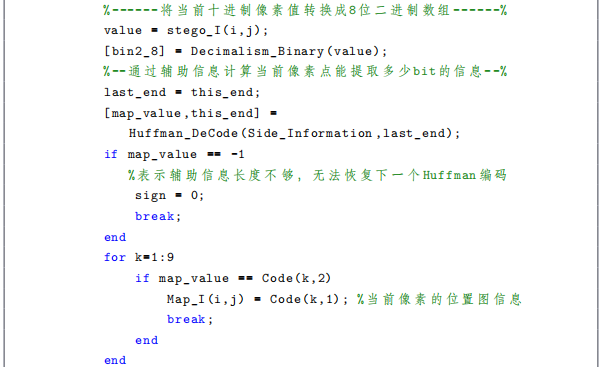 %------将当前十进制像素值转换成8位二进制数组------%
value = stego_I(i,j);
[bin2_8] = Decimalism_Binary(value);
%--通过辅助信息计算当前像素点能提取多少bit的信息--%
last_end = this_end;
[map_value,this_end] =
Huffman_DeCode(Side_Information,last_end);
if map_value == -1
%表示辅助信息长度不够，无法恢复下一个Huffman编码
sign = 0;
break;
end
for k=1:9
if map_value == Code(k,2)
Map_I(i,j) = Code(k,1); %当前像素的位置图信息
break;
end
end